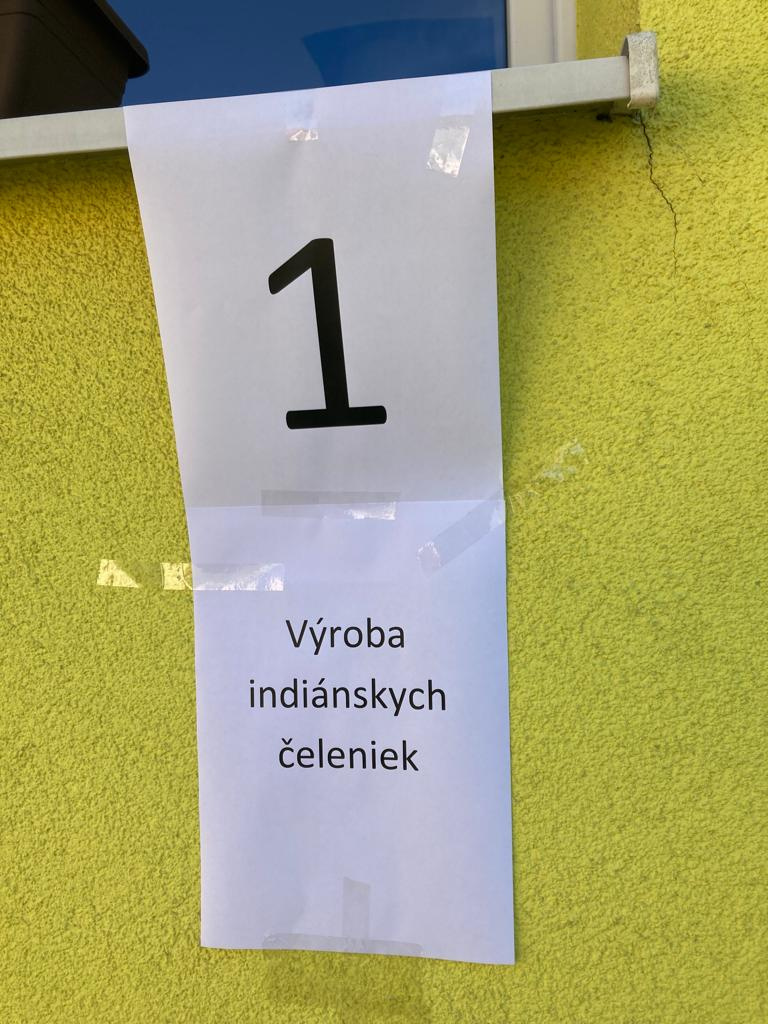 1
Výroba
indiánskych
čeleniek